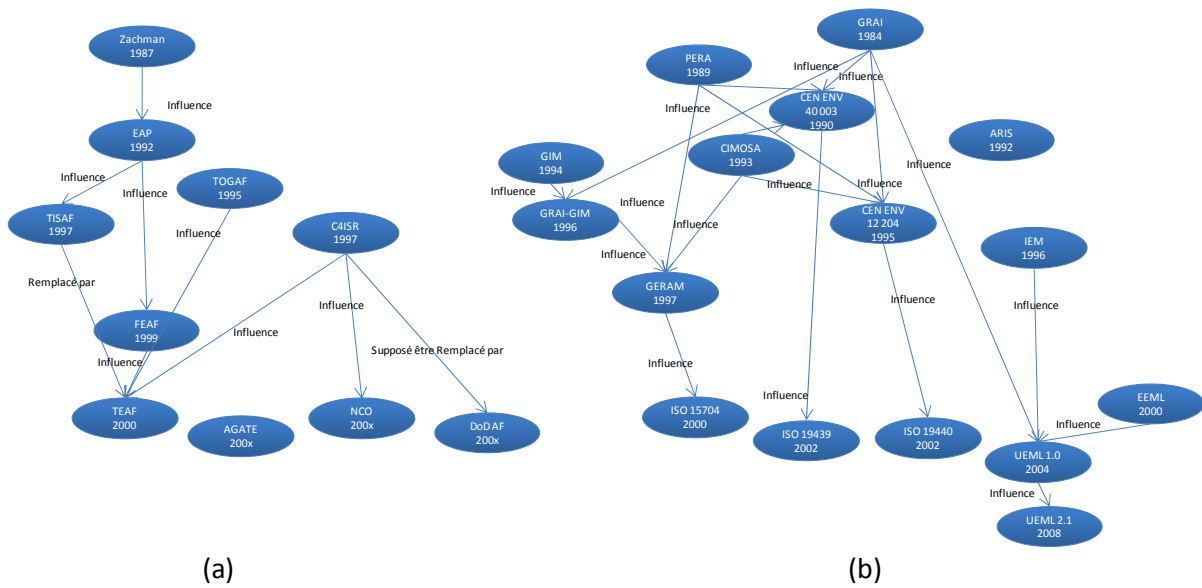 Zachman
1987
Influence
EAP
1992
Influence
Influence
TOGAF
1995
TISAF
1997
Influence
C4ISR
1997
Remplacé par
FEAF
1999
Influence
Influence
Influence
Supposé être Remplacé par
Influence
TEAF
2000
AGATE
200x
NCO
200x
DoDAF
200x
(a)
GRAI
1984
PERA
1989
Influence
Influence
Influence
CEN ENV
40 003
1990
ARIS
1992
GIM
1994
CIMOSA
1993
Influence
Influence
Influence
Influence
GRAI-GIM
1996
Influence
CEN ENV
12 204
1995
Influence
IEM
1996
GERAM
1997
Influence
Influence
Influence
ISO 15704
2000
Influence
ISO 19439
2002
ISO 19440
2002
EEML
2000
Influence
UEML 1.0
2004
Influence
UEML 2.1
2008
(b)